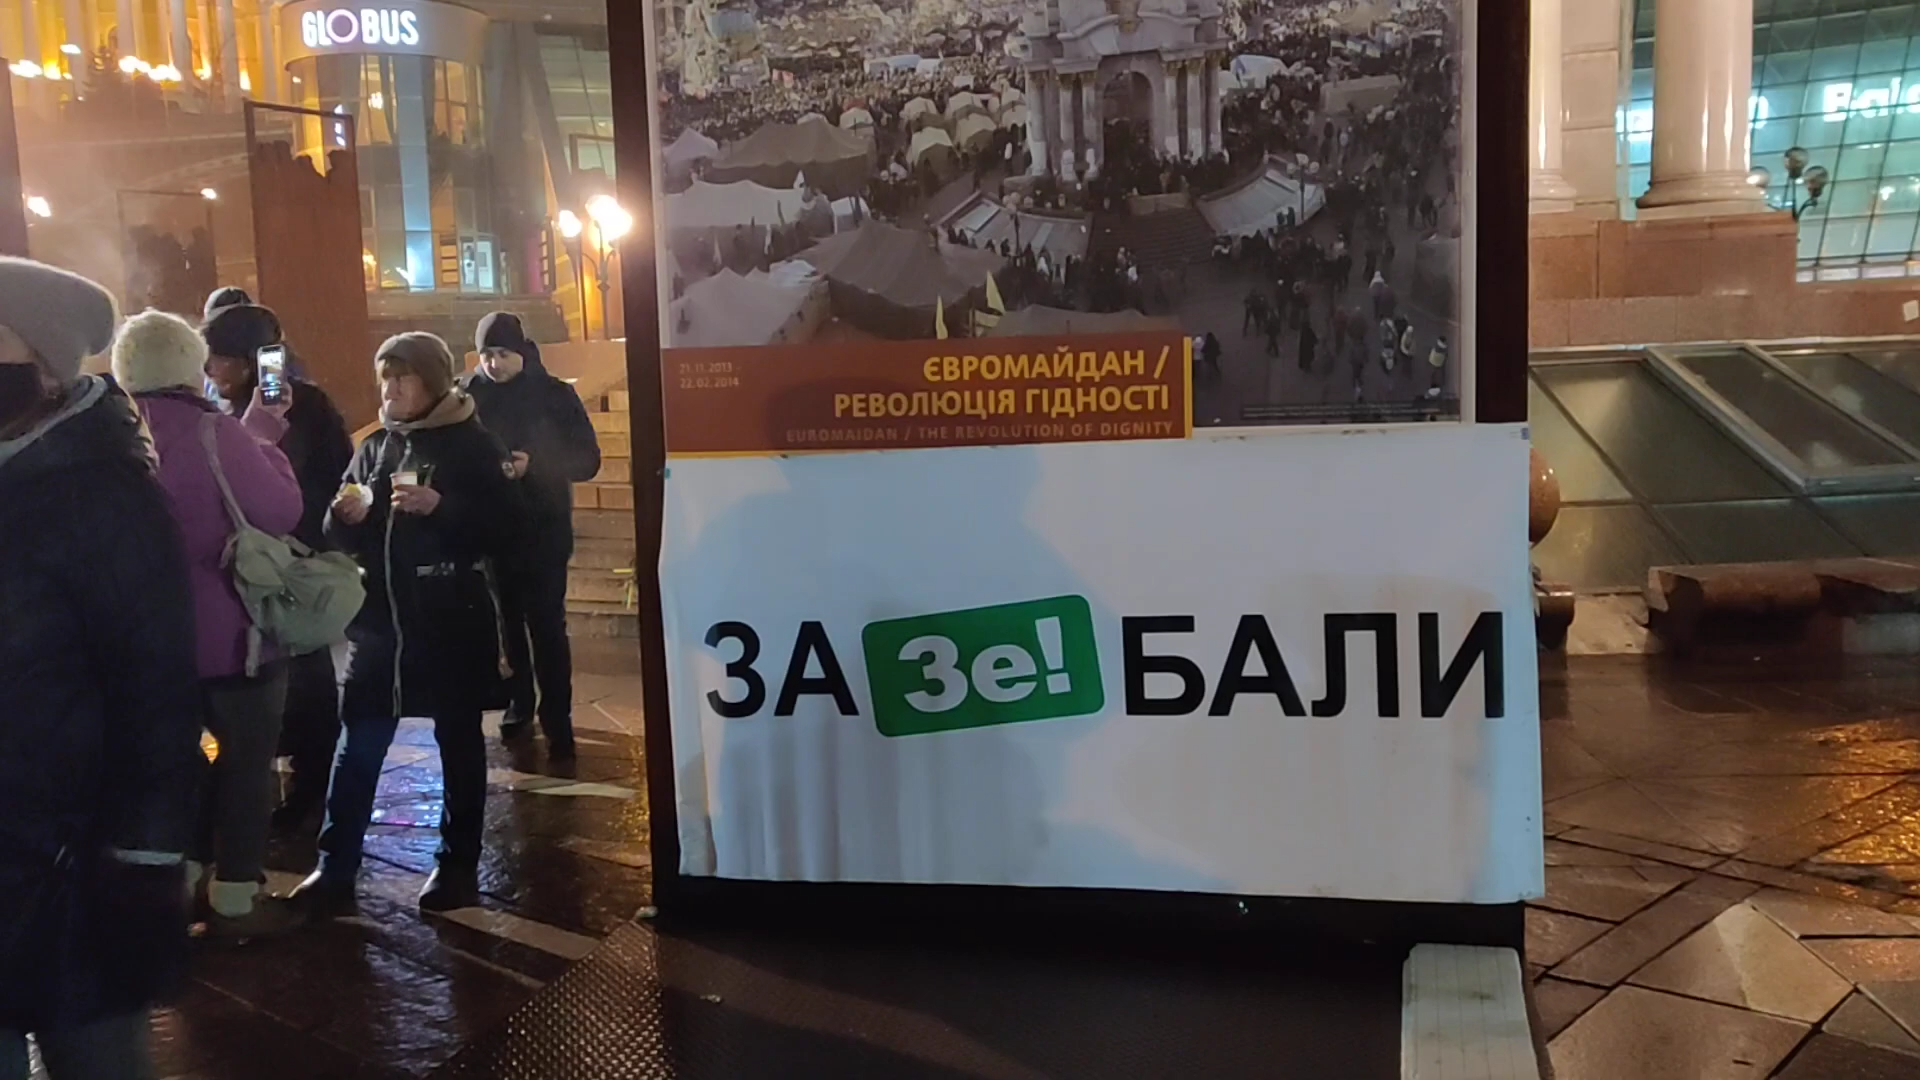 GLOBUS
21.11.2013 -
22.02.2014
ЄВРОМАЙДАН /
РЕВОЛЮЦІЯ ГІДНОСТІ
EUROMAIDAN / THE REVOLUTION OF DIGNITY
ЗА Зе! БАЛИ